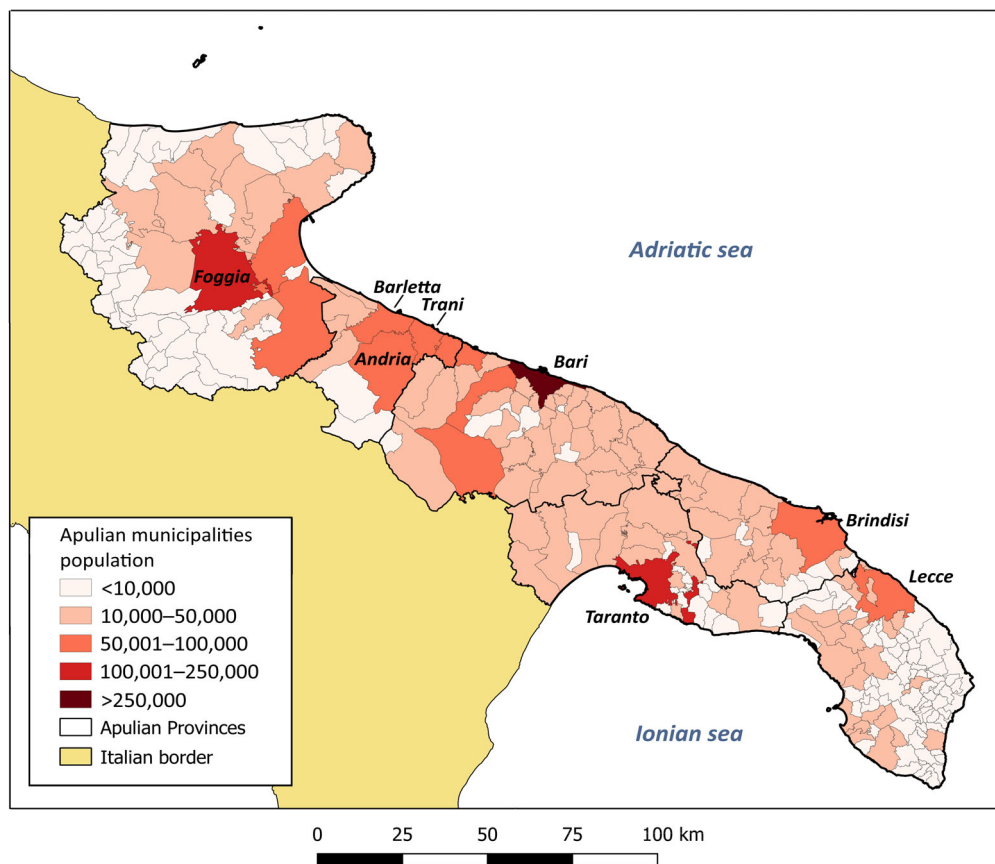 Adriatic sea
Foggia
Barletta
Trani
Andria
Bari
Brindisi
Lecce
Taranto
Ionian sea
Apulian municipalities
population
<10,000
10,000–50,000
50,001–100,000
100,001–250,000
>250,000
Apulian Provinces
Italian border
0 25 50 75 100 km